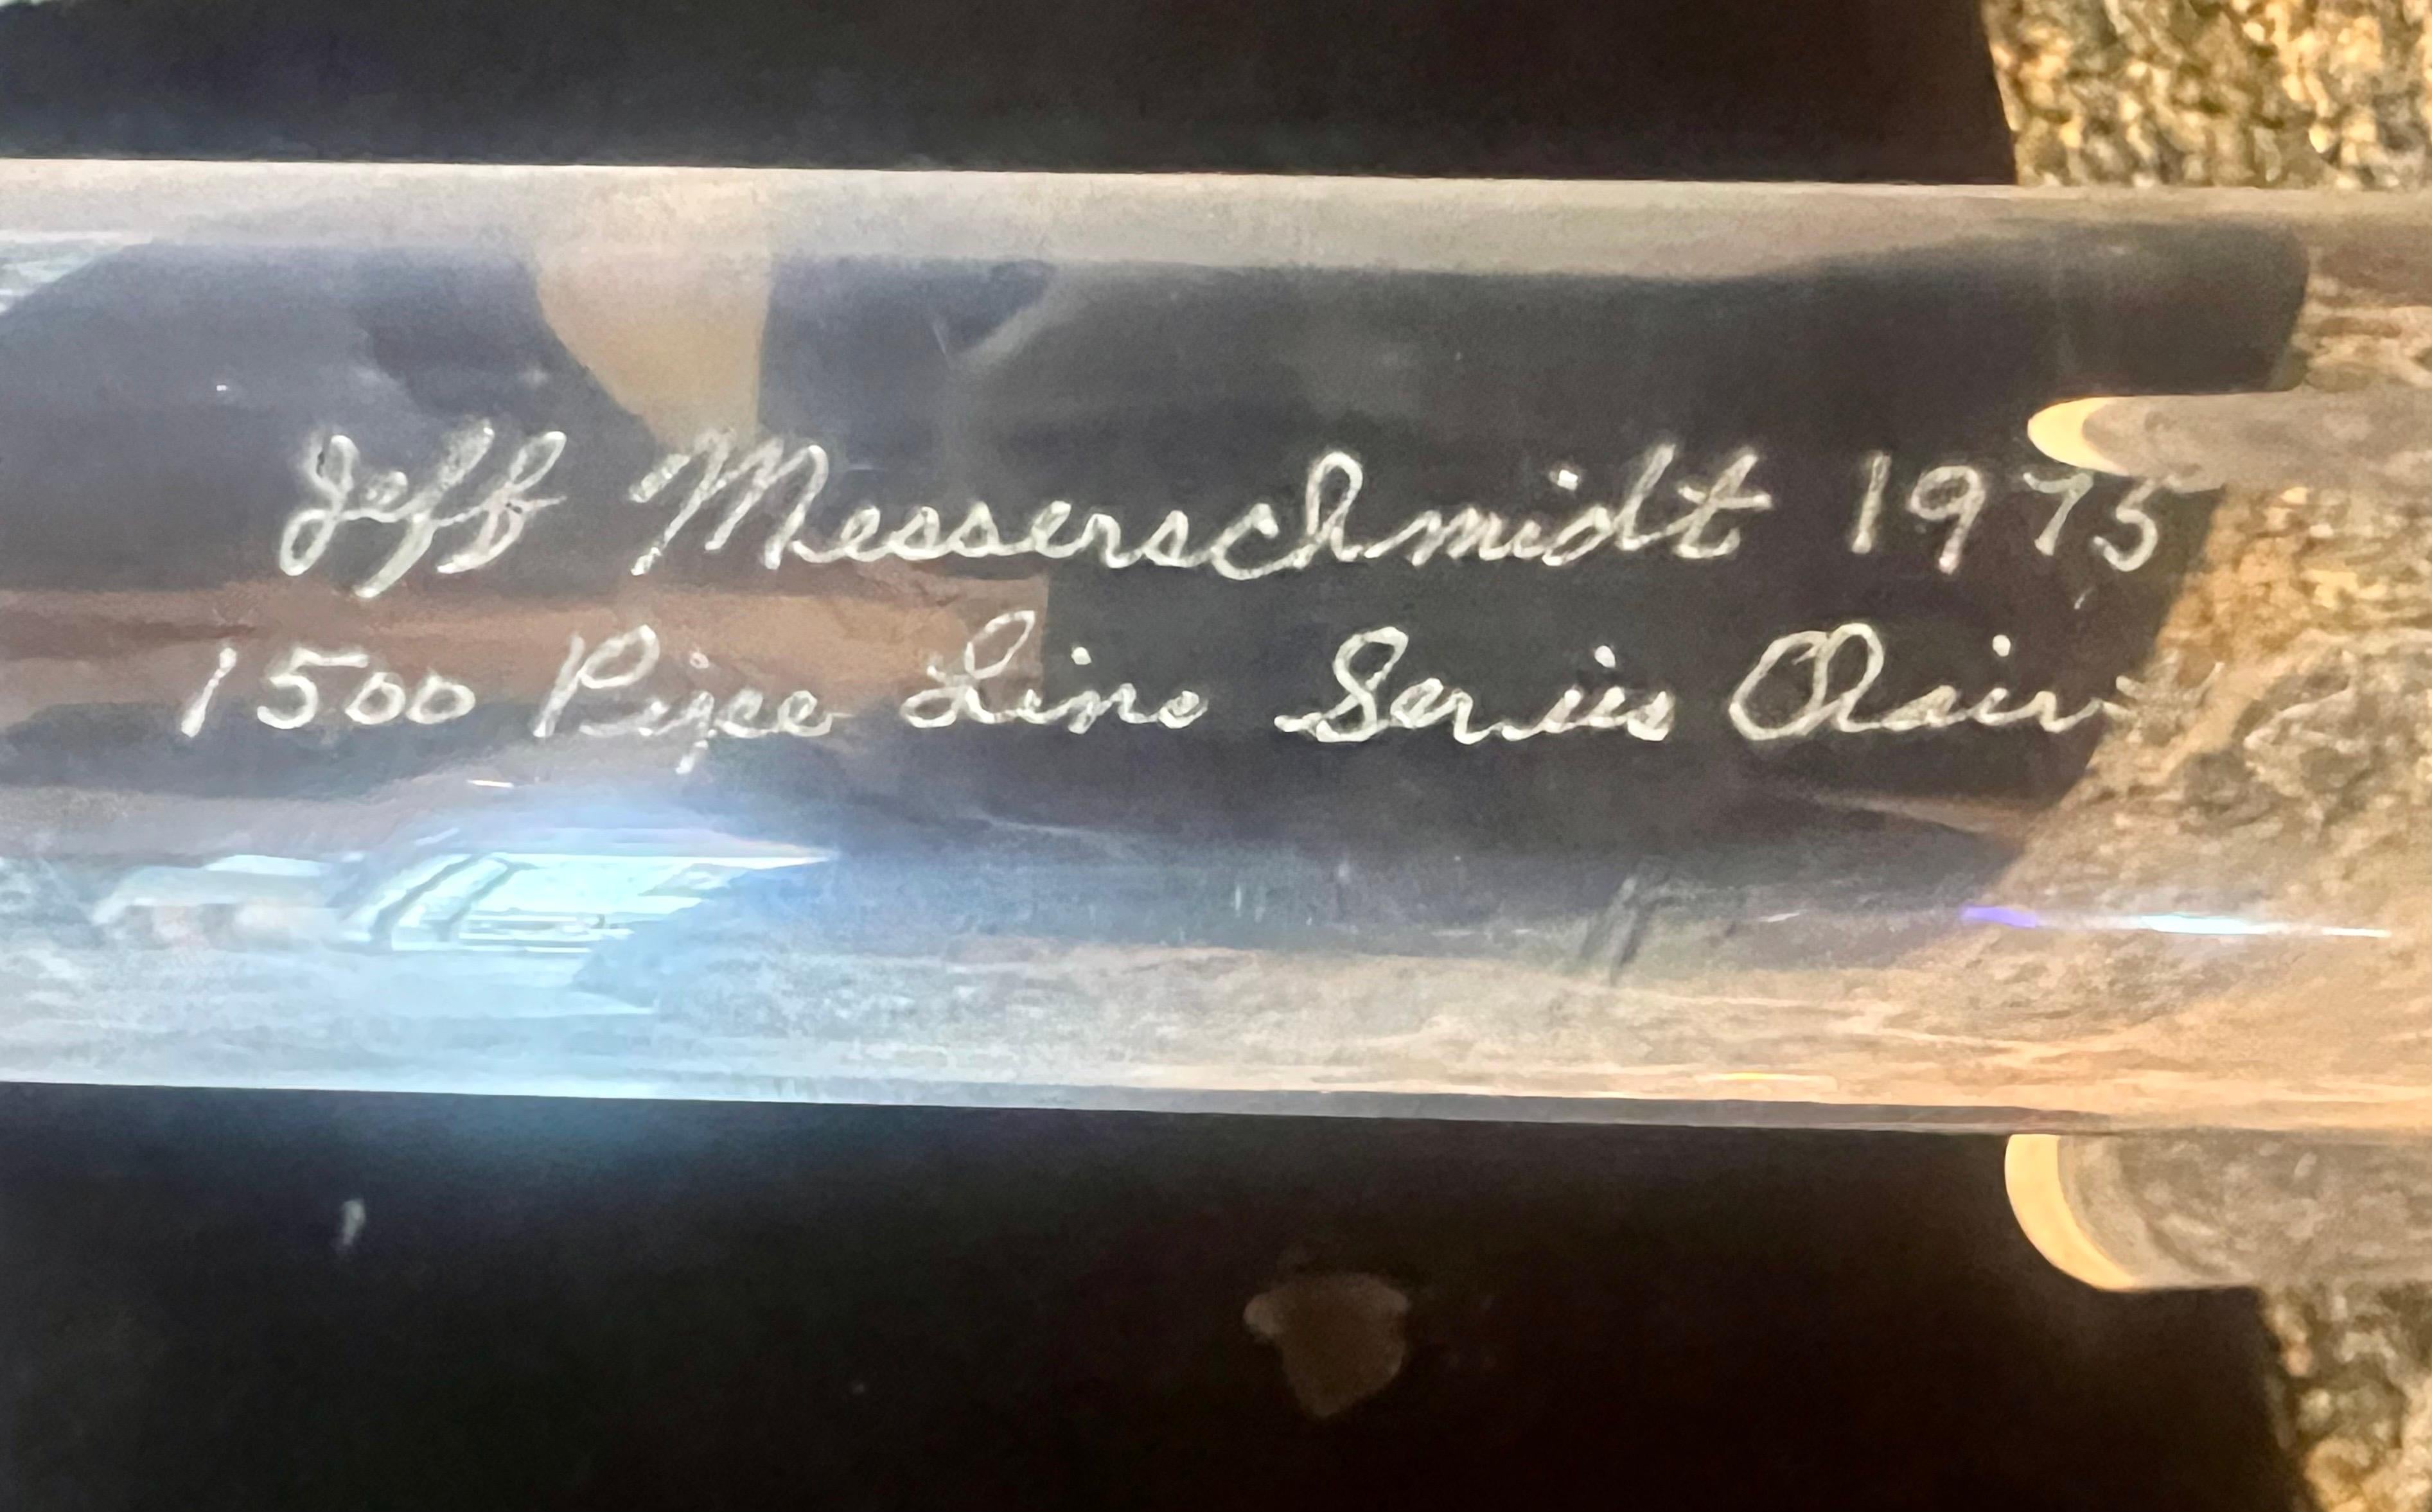 Jeff Messerschmidt 1975
1500 Pipe Line Series Chair